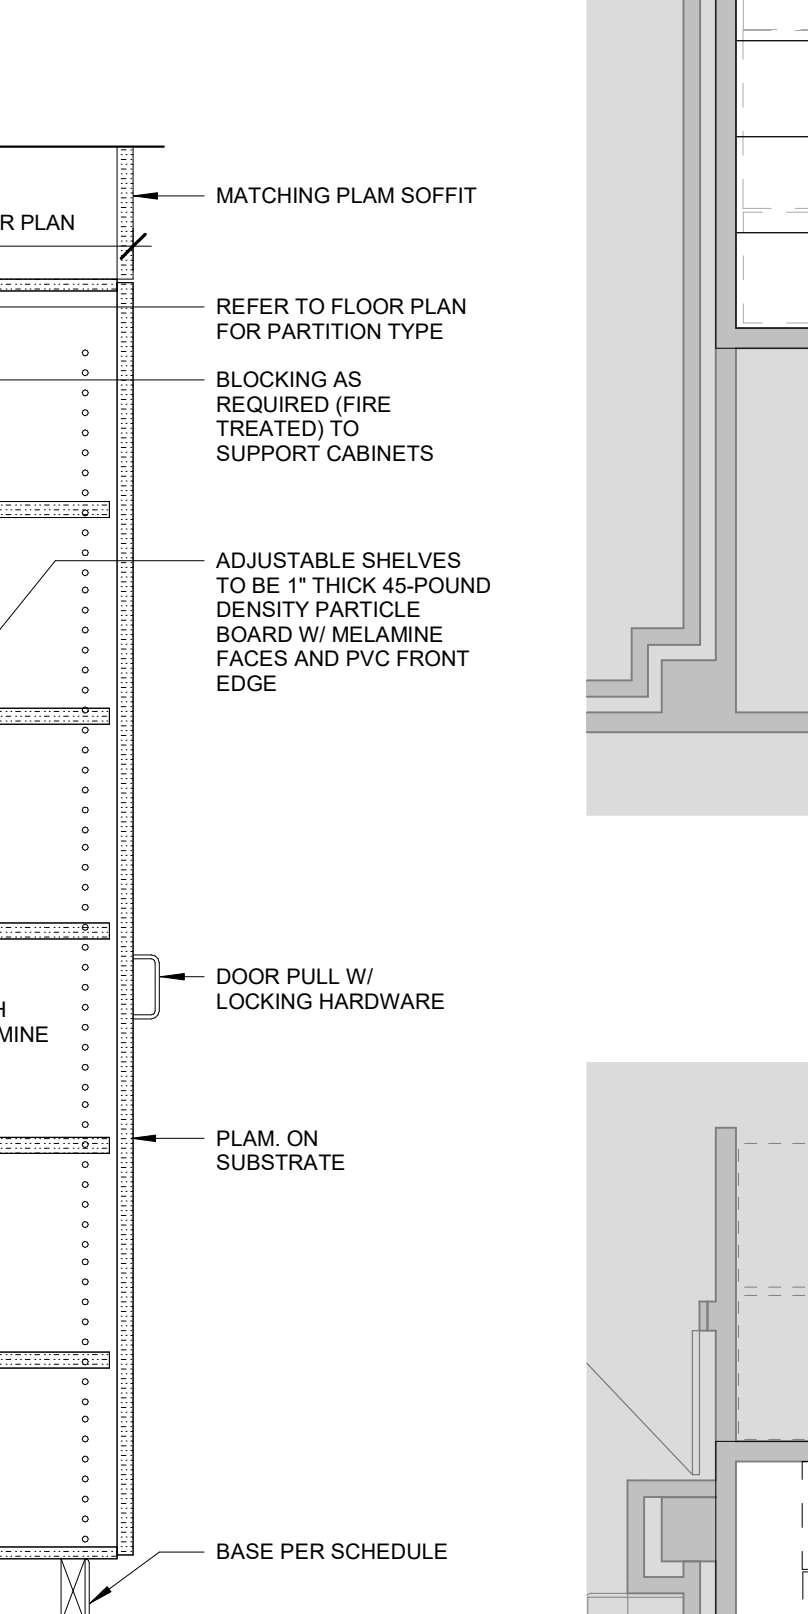 MATCHING PLAM SOFFIT
R PLAN
REFER TO FLOOR PLAN
FOR PARTITION TYPE
BLOCKING AS
REQUIRED (FIRE
TREATED) TO
SUPPORT CABINETS
ADJUSTABLE SHELVES
TO BE 1" THICK 45-POUND
DENSITY PARTICLE
BOARD W/ MELAMINE
FACES AND PVC FRONT
EDGE
DOOR PULL W/
LOCKING HARDWARE
H
MINE
PLAM. ON
SUBSTRATE
BASE PER SCHEDULE